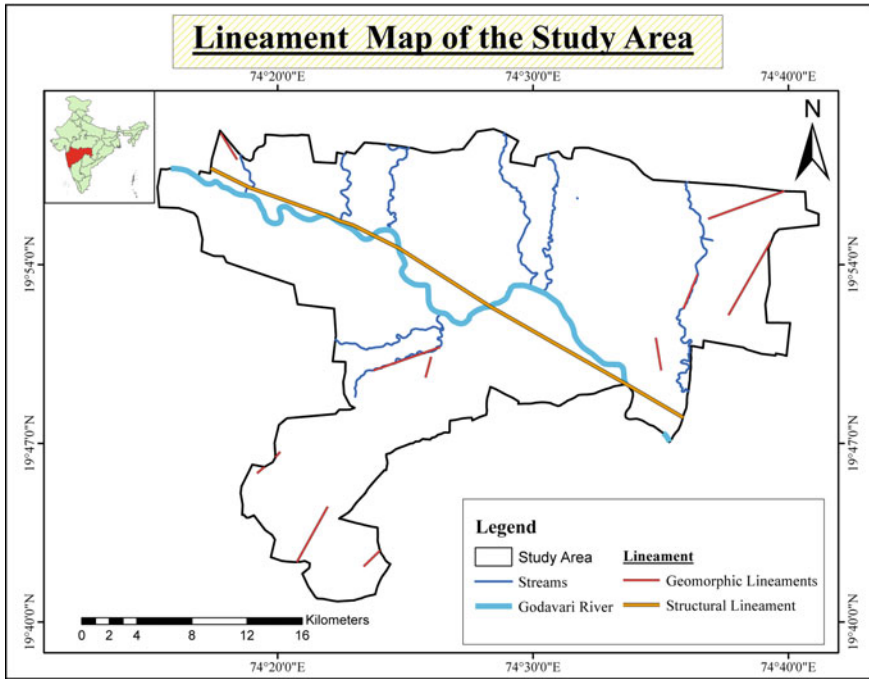 Lineament Map of the Study Area
74°20'0"E 74°30'0"E 74°40'0"E
N
19°54'0"N 19°54'0"N
19°47'0"N 19°47'0"N
19°40'0"N 19°40'0"N
Legend
Study Area
Streams
Godavari River
Lineament
Geomorphic Lineaments
Structural Lineament
Kilometers
0 2 4 8 12 16
74°20'0"E 74°30'0"E 74°40'0"E